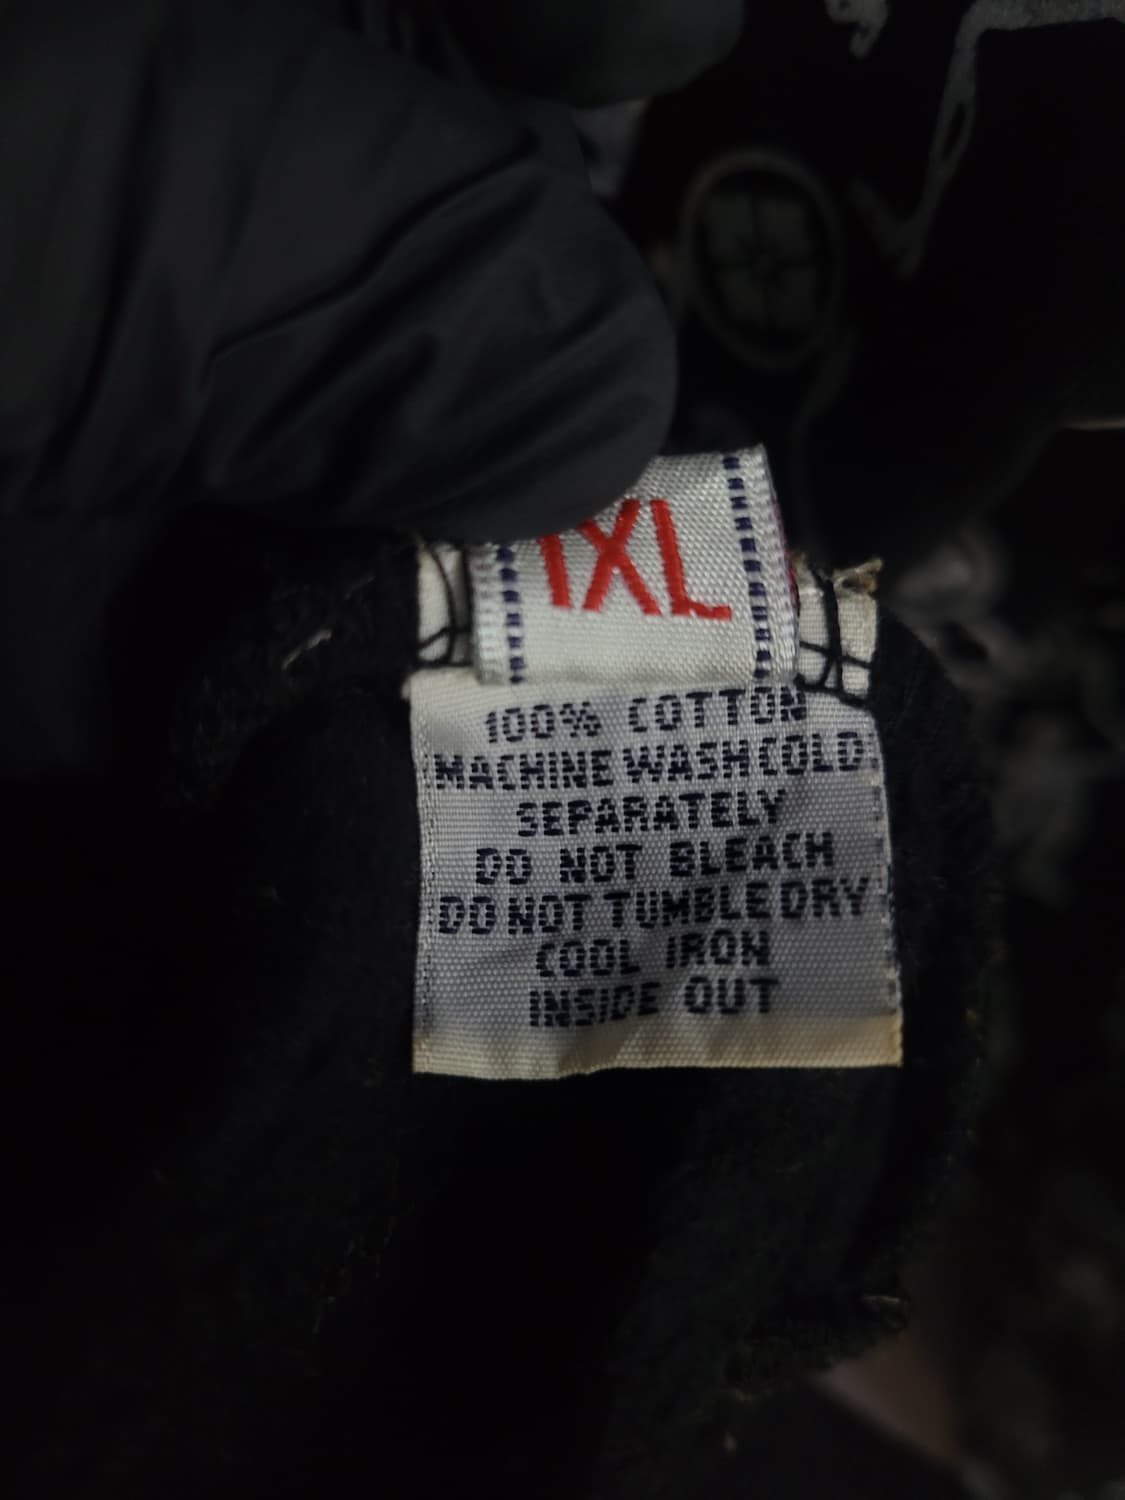 1XL
100% COTTON
MACHINE WASH COLD
SEPARATELY
DO NOT BLEACH
DO NOT TUMBLE DRY
COOL IRON
INSIDE OUT